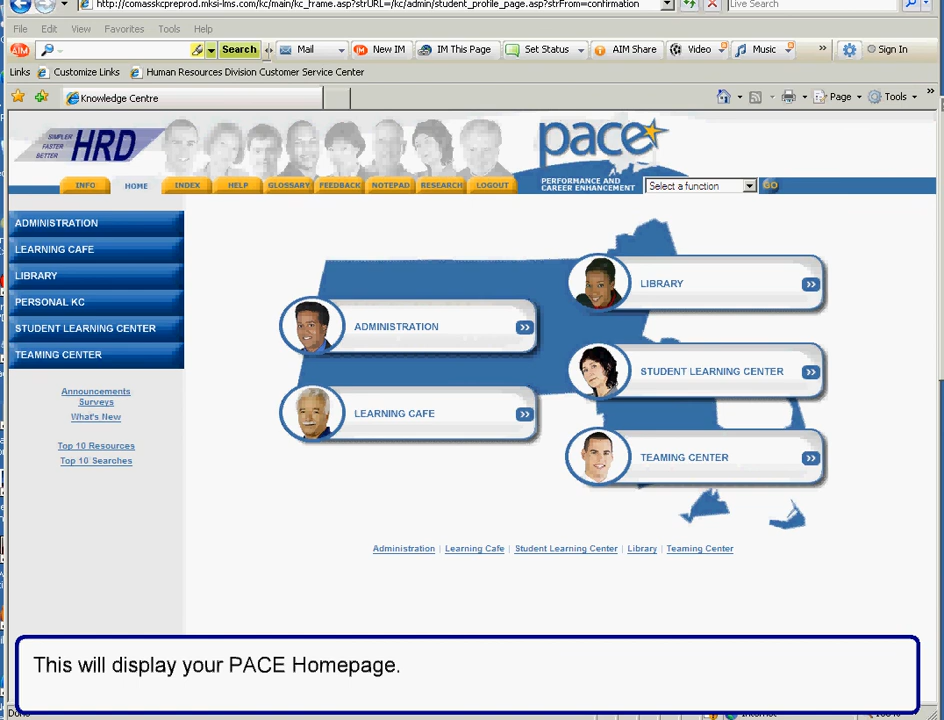 http://comasskcpreprod.mksi-lms.com/kc/main/kc_frame.asp?strURL=/kc/admin/student_profile_page.asp?strFrom=confirmation
Live Search
File Edit View Favorites Tools Help
AIM Search Mail New IM IM This Page Set Status AIM Share Video Music » Sign In
Links Customize Links Human Resources Division Customer Service Center
Knowledge Centre Page Tools »
SIMPLER
FASTER
BETTER
HRD
pace
PERFORMANCE AND
CAREER ENHANCEMENT
INFO HOME INDEX HELP GLOSSARY FEEDBACK NOTEPAD RESEARCH LOGOUT
Select a function GO
ADMINISTRATION
LEARNING CAFE
LIBRARY
PERSONAL KC
STUDENT LEARNING CENTER
TEAMING CENTER
Announcements
Surveys
What's New
Top 10 Resources
Top 10 Searches
LIBRARY
ADMINISTRATION
STUDENT LEARNING CENTER
LEARNING CAFE
TEAMING CENTER
Administration | Learning Cafe | Student Learning Center | Library | Teaming Center
This will display your PACE Homepage.